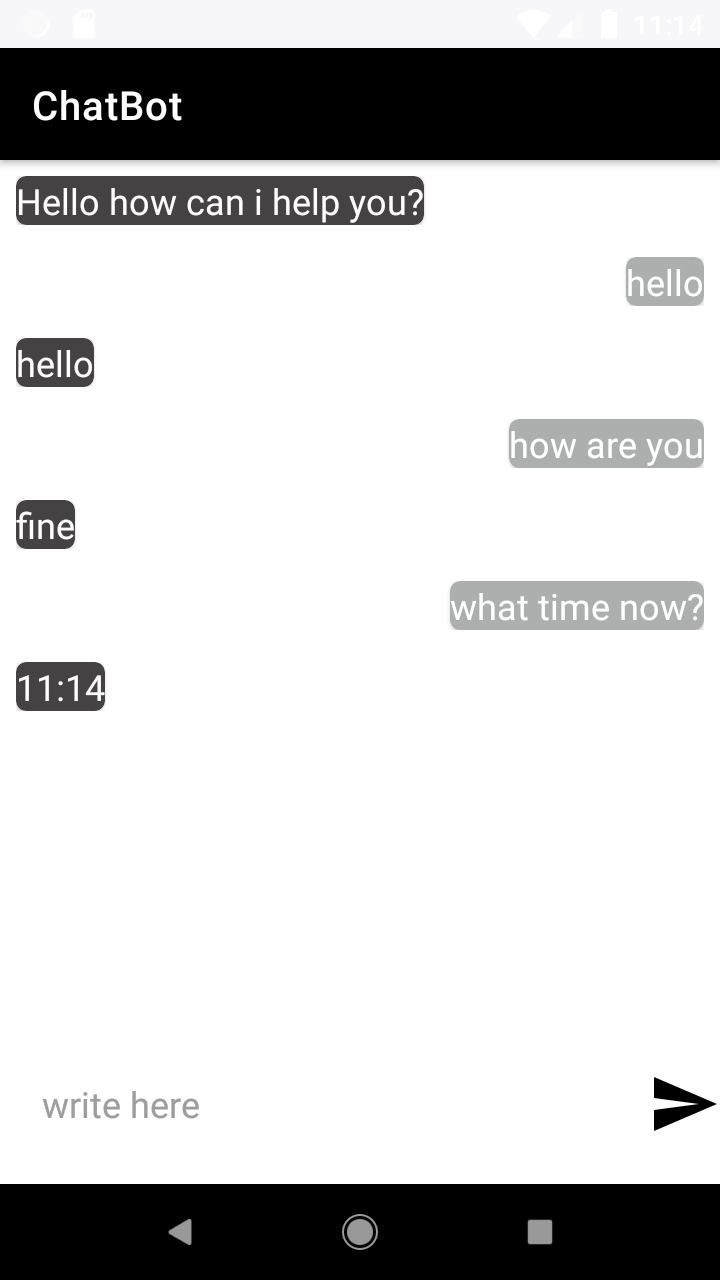 11:14
ChatBot
Hello how can i help you?
hello
hello
how are you
fine
what time now?
11:14
write here